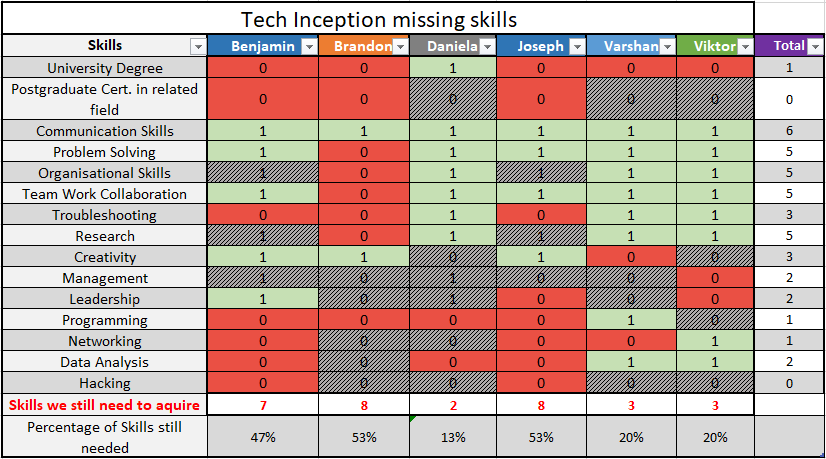 Tech Inception missing skills
Skills Benjamin Brandon Daniela Joseph Varshan Viktor Total
University Degree 0 0 1 0 0 0 1
Postgraduate Cert. in related
field 0 0 0 0 0 0 0
Communication Skills 1 1 1 1 1 1 6
Problem Solving 1 0 1 1 1 1 5
Organisational Skills 1 0 1 1 1 1 5
Team Work Collaboration 1 0 1 1 1 1 5
Troubleshooting 0 0 1 0 1 1 3
Research 1 0 1 1 1 1 5
Creativity 1 1 0 1 0 0 3
Management 1 0 1 0 0 0 2
Leadership 1 0 1 0 0 0 2
Programming 0 0 0 0 1 0 1
Networking 0 0 0 0 0 1 1
Data Analysis 0 0 0 0 1 1 2
Hacking 0 0 0 0 0 0 0
Skills we still need to aquire 7 8 2 8 3 3
Percentage of Skills still
needed 47% 53% 13% 53% 20% 20%